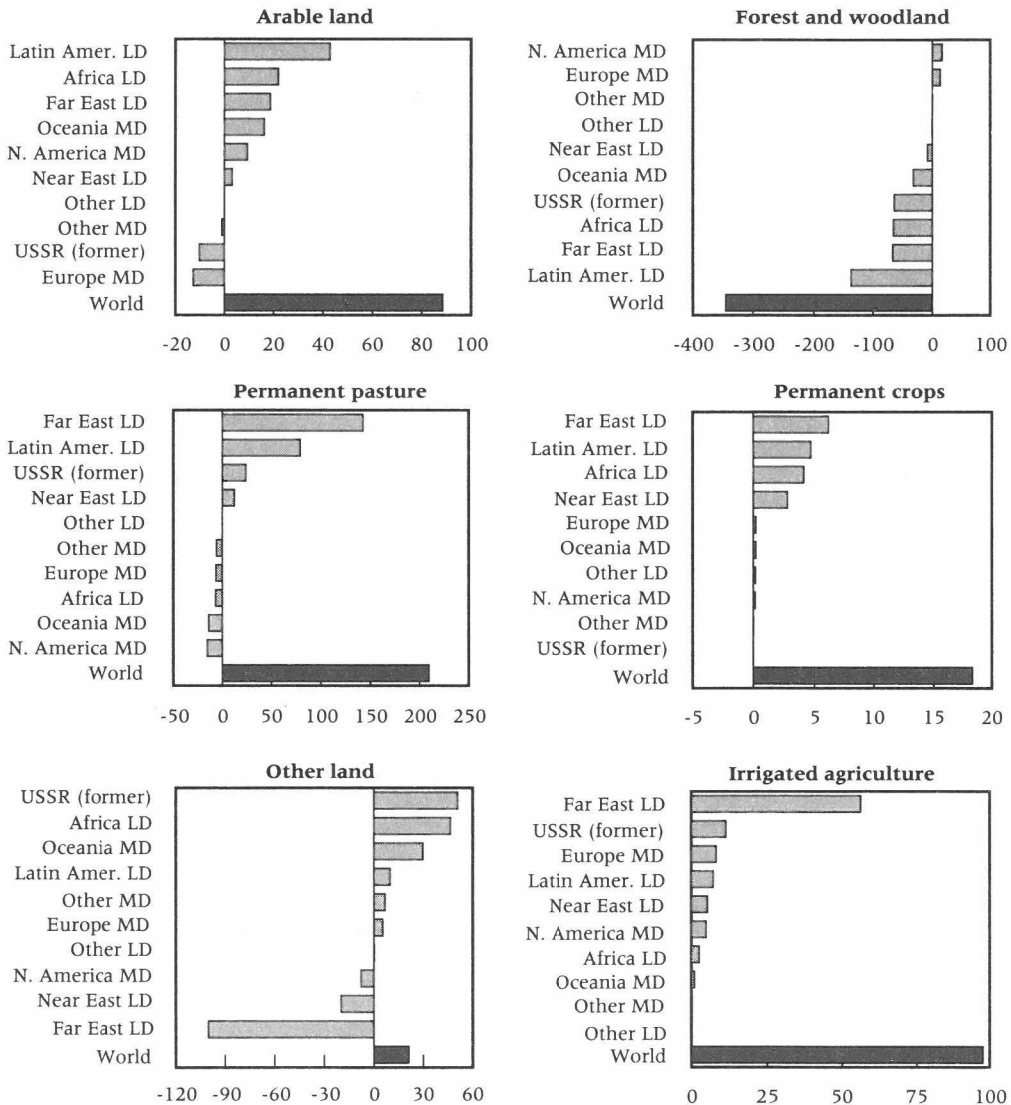 Arable land
Latin Amer. LD
Africa LD
Far East LD
Oceania MD
N. America MD
Near East LD
Other LD
Other MD
USSR (former)
Europe MD
World
-20 0 20 40 60 80 100
Forest and woodland
N. America MD
Europe MD
Other MD
Other LD
Near East LD
Oceania MD
USSR (former)
Africa LD
Far East LD
Latin Amer. LD
World
-400 -300 -200 -100 0 100
Permanent pasture
Far East LD
Latin Amer. LD
USSR (former)
Near East LD
Other LD
Other MD
Europe MD
Africa LD
Oceania MD
N. America MD
World
-50 0 50 100 150 200 250
Permanent crops
Far East LD
Latin Amer. LD
Africa LD
Near East LD
Europe MD
Oceania MD
Other LD
N. America MD
Other MD
USSR (former)
World
-5 0 5 10 15 20
Other land
USSR (former)
Africa LD
Oceania MD
Latin Amer. LD
Other MD
Europe MD
Other LD
N. America MD
Near East LD
Far East LD
World
-120 -90 -60 -30 0 30 60
Irrigated agriculture
Far East LD
USSR (former)
Europe MD
Latin Amer. LD
Near East LD
N. America MD
Africa LD
Oceania MD
Other MD
Other LD
World
0 25 50 75 100